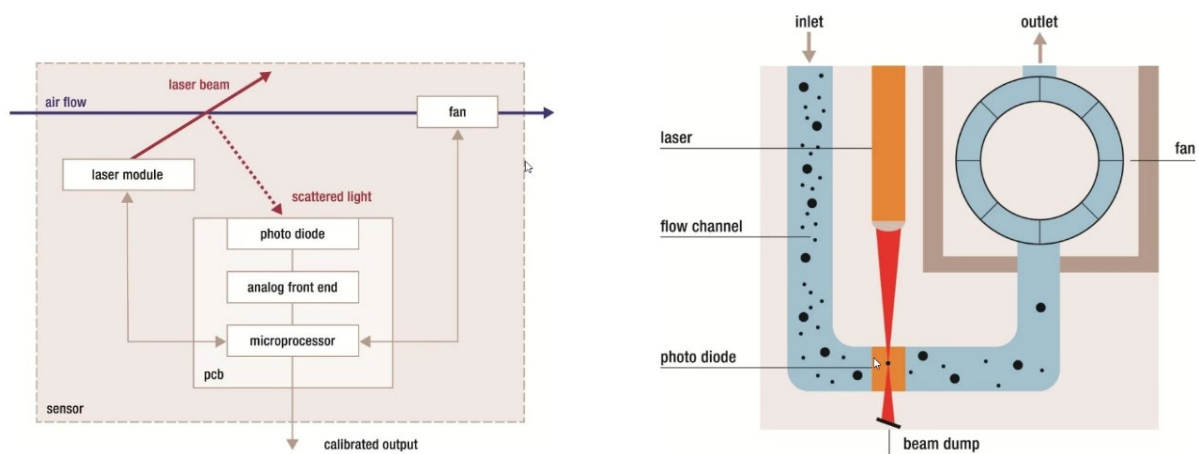 laser beam
air flow
fan
laser module
scattered light
photo diode
analog front end
microprocessor
pcb
sensor
calibrated output
inlet
outlet
laser
fan
flow channel
photo diode
beam dump